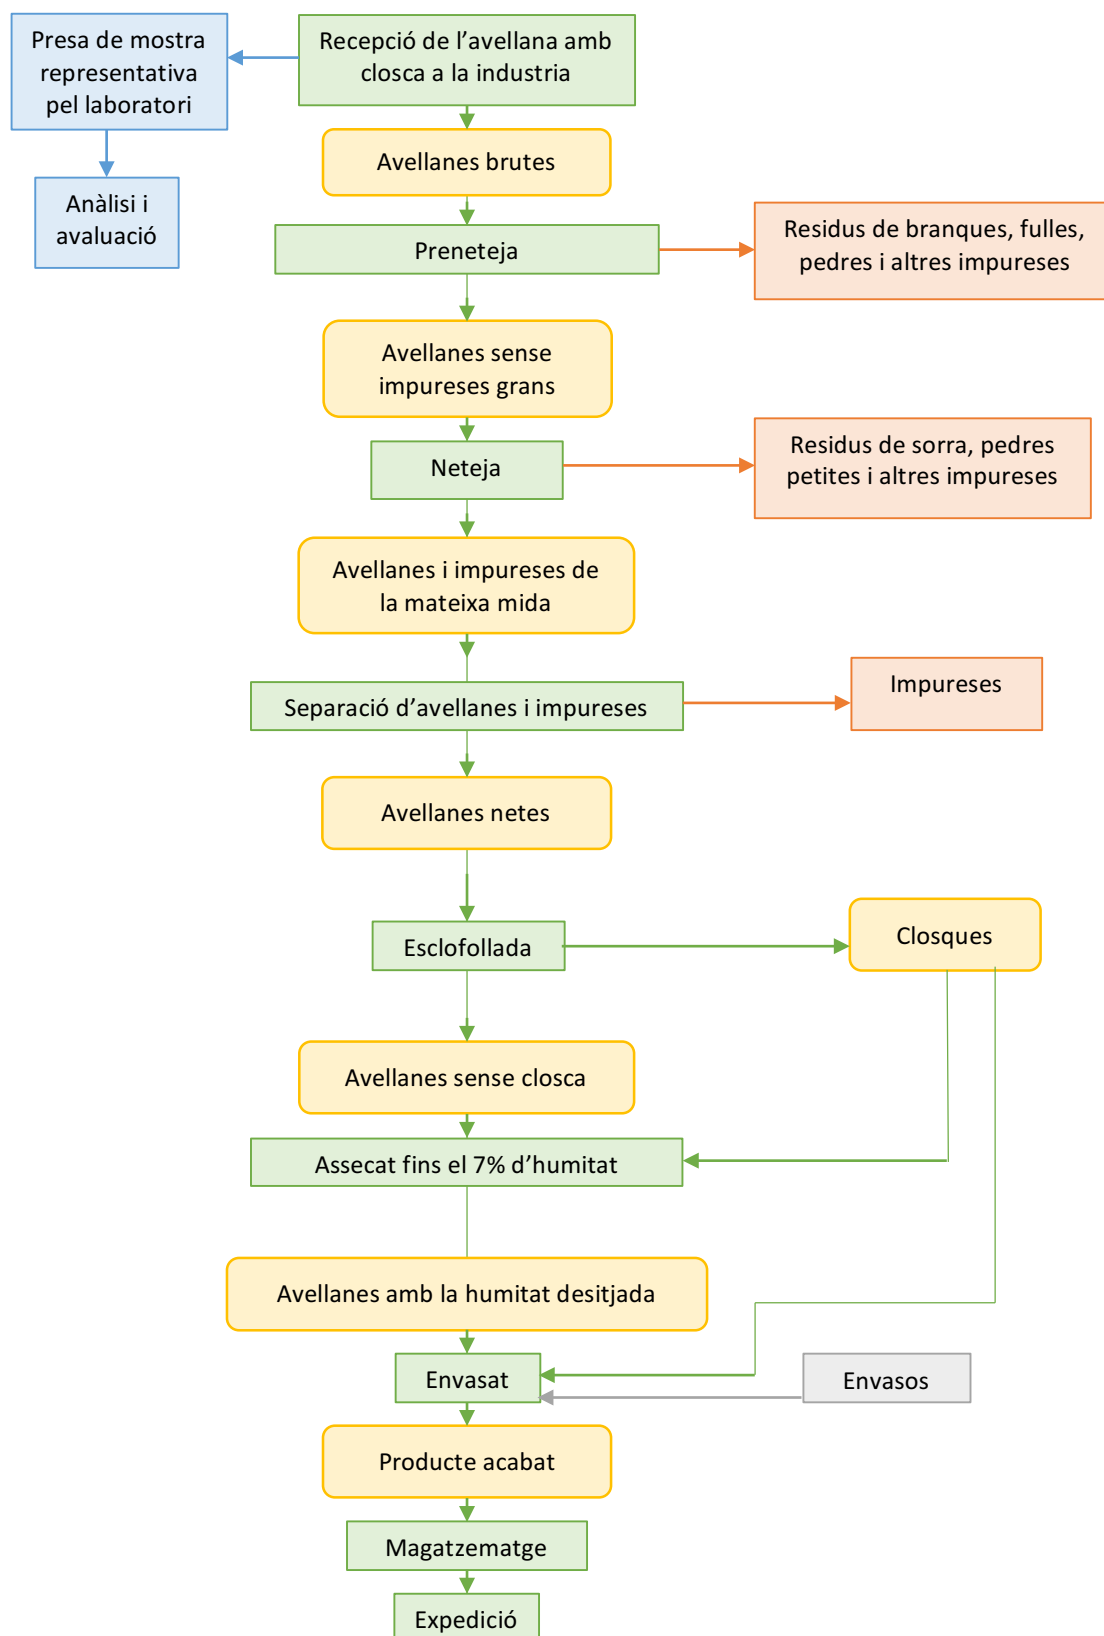 Presa de mostra
representativa
pel laboratori
Recepció de l’avellana amb
closca a la industria
Avellanes brutes
Anàlisi i
avaluació
Preneteja
Residus de branques, fulles,
pedres i altres impureses
Avellanes sense
impureses grans
Neteja
Residus de sorra, pedres
petites i altres impureses
Avellanes i impureses de
la mateixa mida
Separació d’avellanes i impureses
Impureses
Avellanes netes
Esclofollada
Closques
Avellanes sense closca
Assecat fins el 7% d’humitat
Avellanes amb la humitat desitjada
Envasat
Envasos
Producte acabat
Magatzematge
Expedició